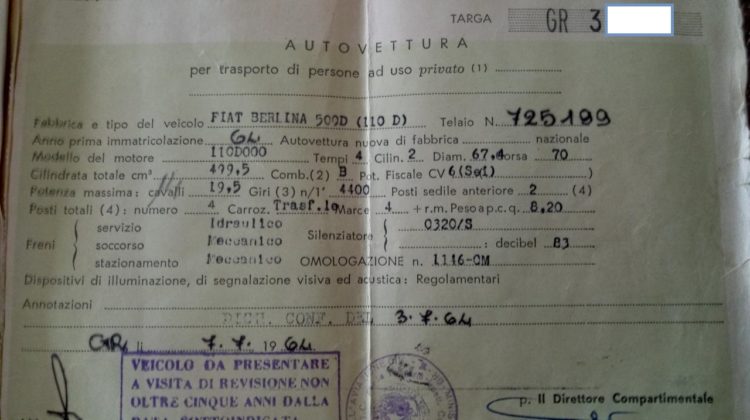 TARGA GR 3
AUTOVETTURA
per trasporto di persone ad uso privato (1)
Fabbrica e tipo del veicolo FIAT BERLINA 500D (110 D) Telaio N. 725199
Anno prima immatricolazione 64 Autovettura nuova di fabbrica nazionale
Modello del motore 110D000 Tempi 4 Cilin. 2 Diam. 67,4 Corsa 70
Cilindrata totale cm³ 499,5 Comb. (2) B Pot. Fiscale CV 6 (Sei)
Potenza massima: cavalli 19,5 Giri (3) n/1' 4400 Posti sedile anteriore 2 (4)
Posti totali (4): numero 4 Carroz. Trasf.le Marce 4 + r.m. Peso a p.c. q. 8,20
Freni servizio Idraulico Silenziatore 0320/S
soccorso Meccanico : decibel 83
stazionamento Meccanico OMOLOGAZIONE n. 1146-OM
Dispositivi di illuminazione, di segnalazione visiva ed acustica: Regolamentari
Annotazioni
DICH. CONF. DEL 3.7.64
GR li 7.7.1964
VEICOLO DA PRESENTARE
A VISITA DI REVISIONE NON
OLTRE CINQUE ANNI DALLA
DATA SOTTOINDICATA
p. Il Direttore Compartimentale